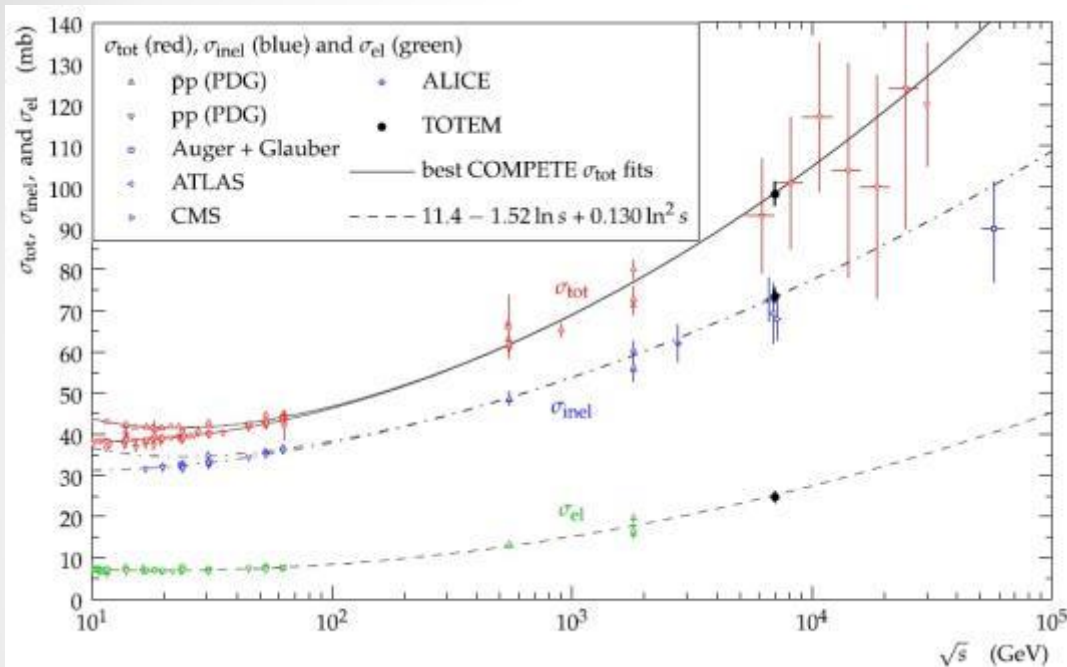 σtot, σinel, and σel (mb)
140
130
120
110
100
90
80
70
60
50
40
30
20
10
0
σtot (red), σinel (blue) and σel (green)
p̄p (PDG)
pp (PDG)
Auger + Glauber
ATLAS
CMS
ALICE
TOTEM
best COMPETE σtot fits
11.4 − 1.52 ln s + 0.130 ln² s
σtot
σinel
σel
10¹ 10² 10³ 10⁴ 10⁵
√s (GeV)